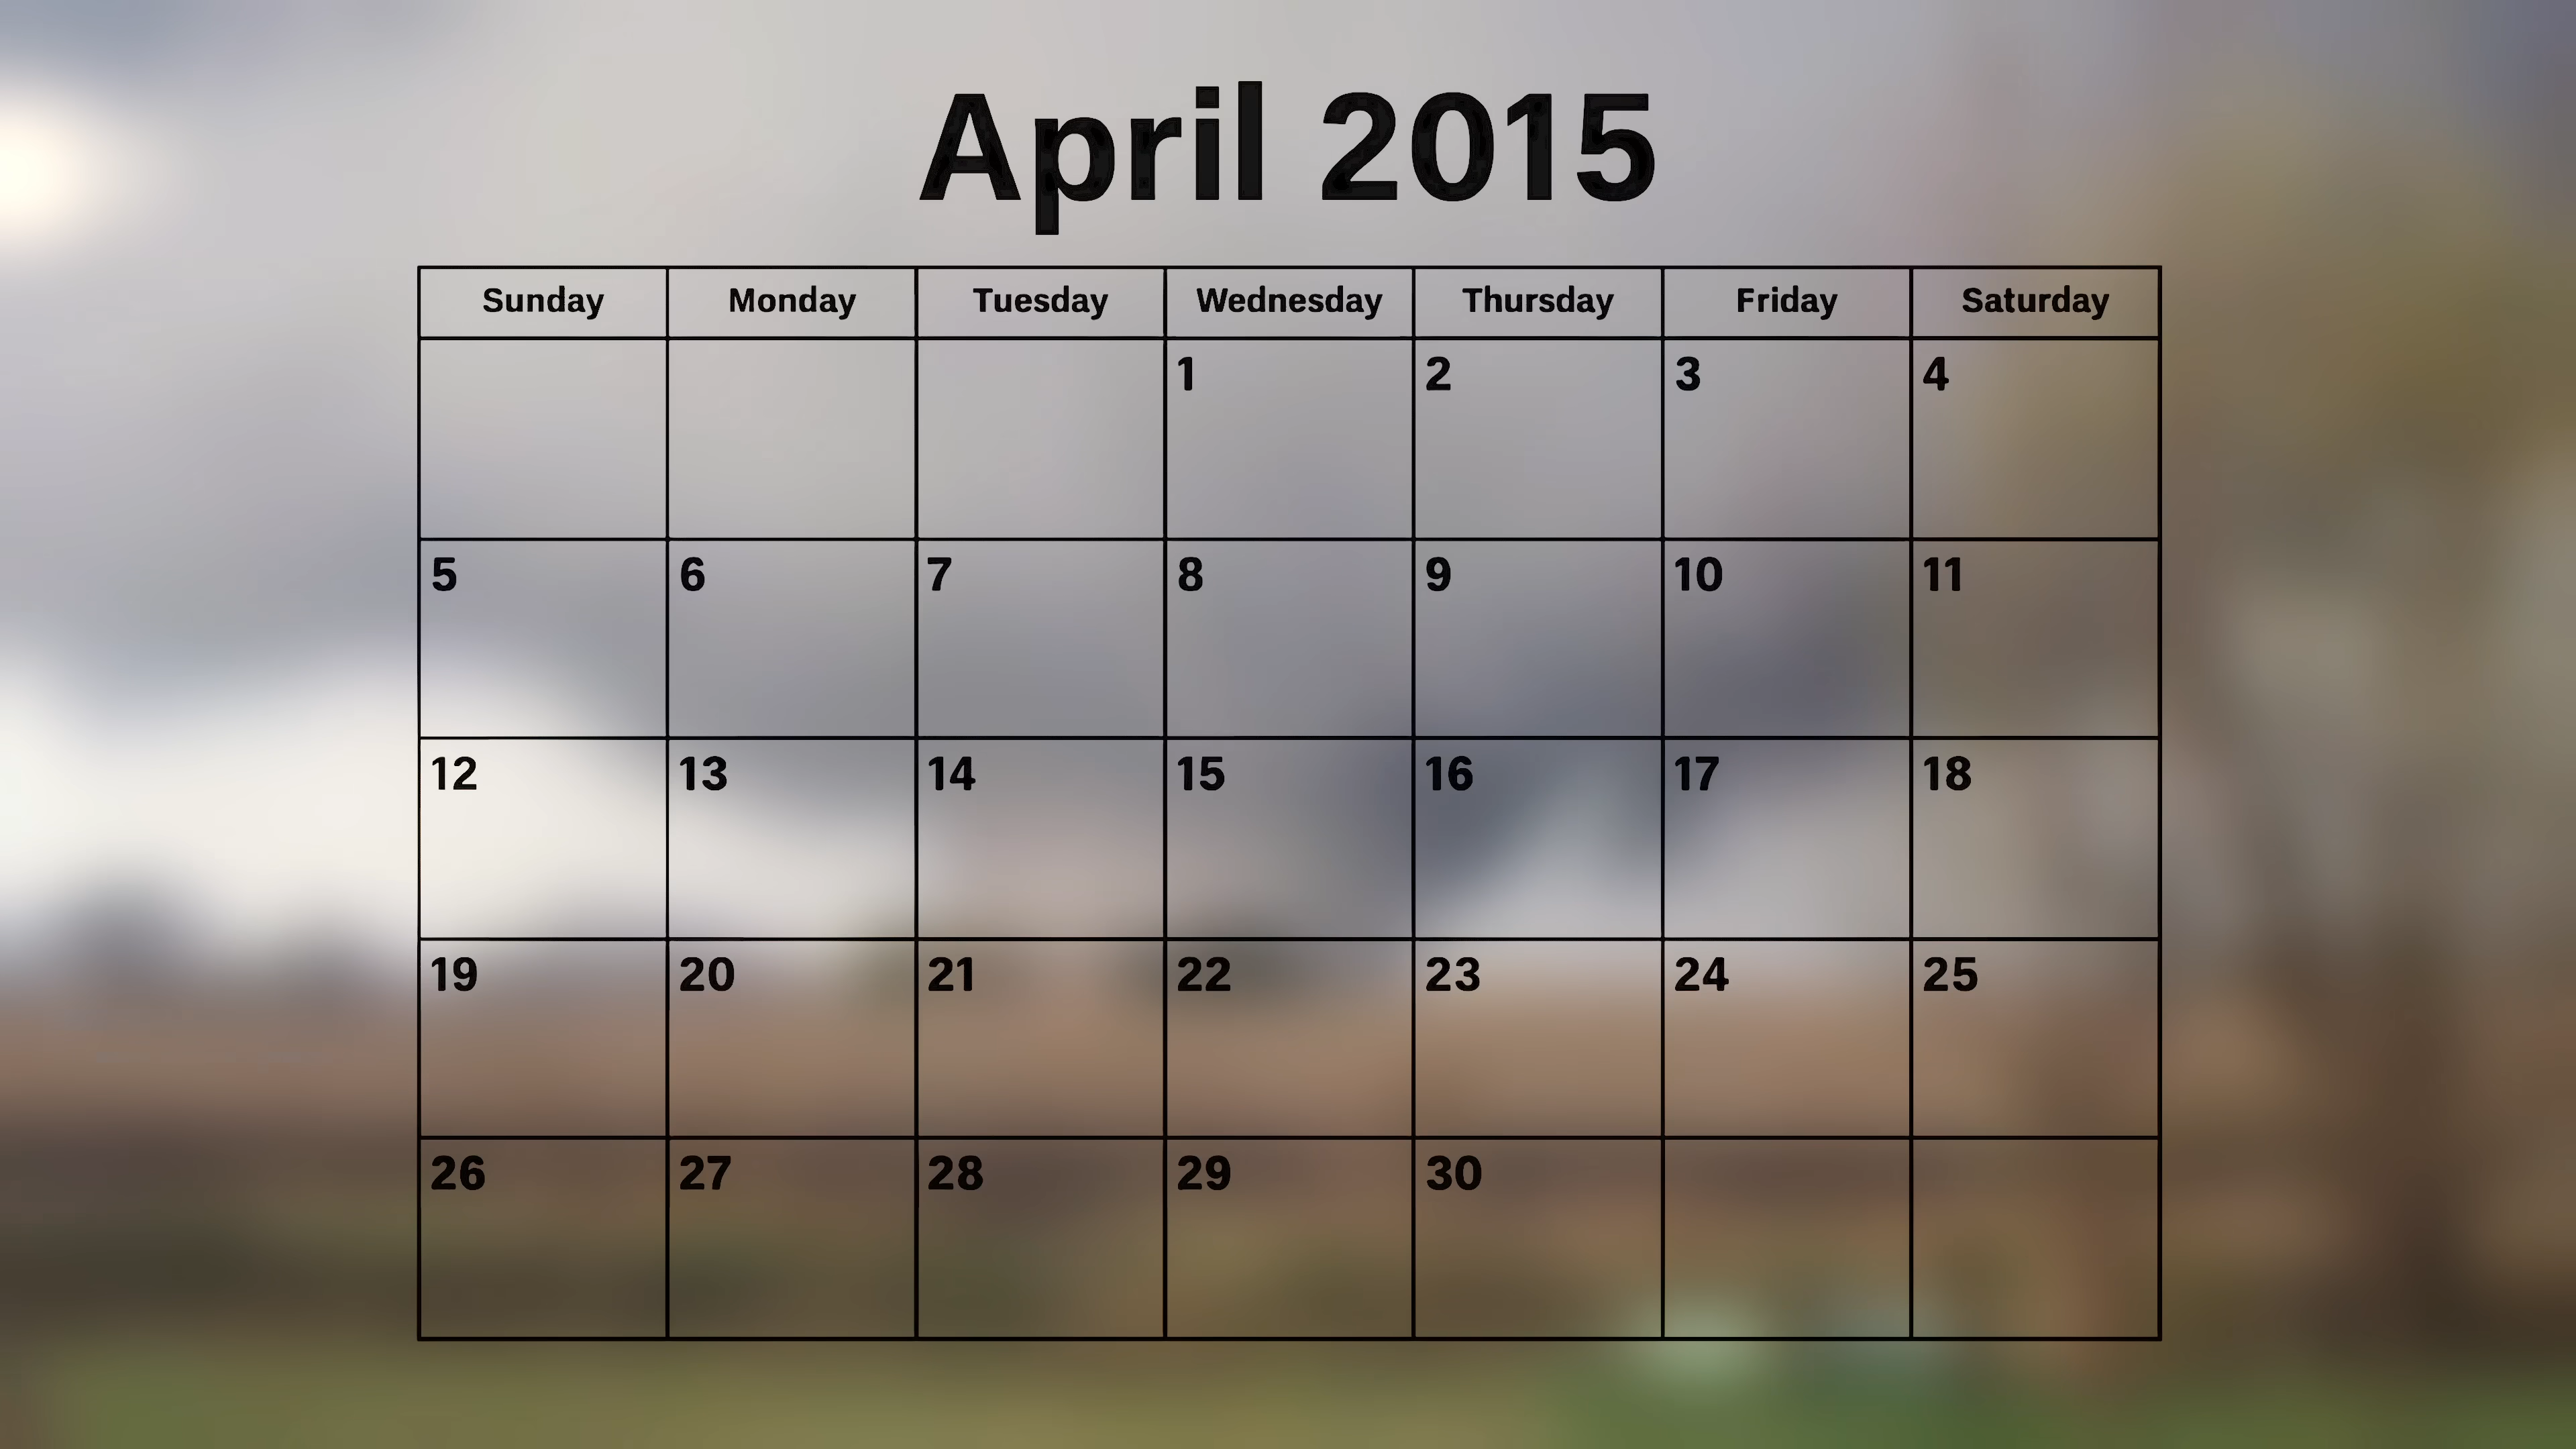 April 2015
Sunday Monday Tuesday Wednesday Thursday Friday Saturday
1 2 3 4
5 6 7 8 9 10 11
12 13 14 15 16 17 18
19 20 21 22 23 24 25
26 27 28 29 30